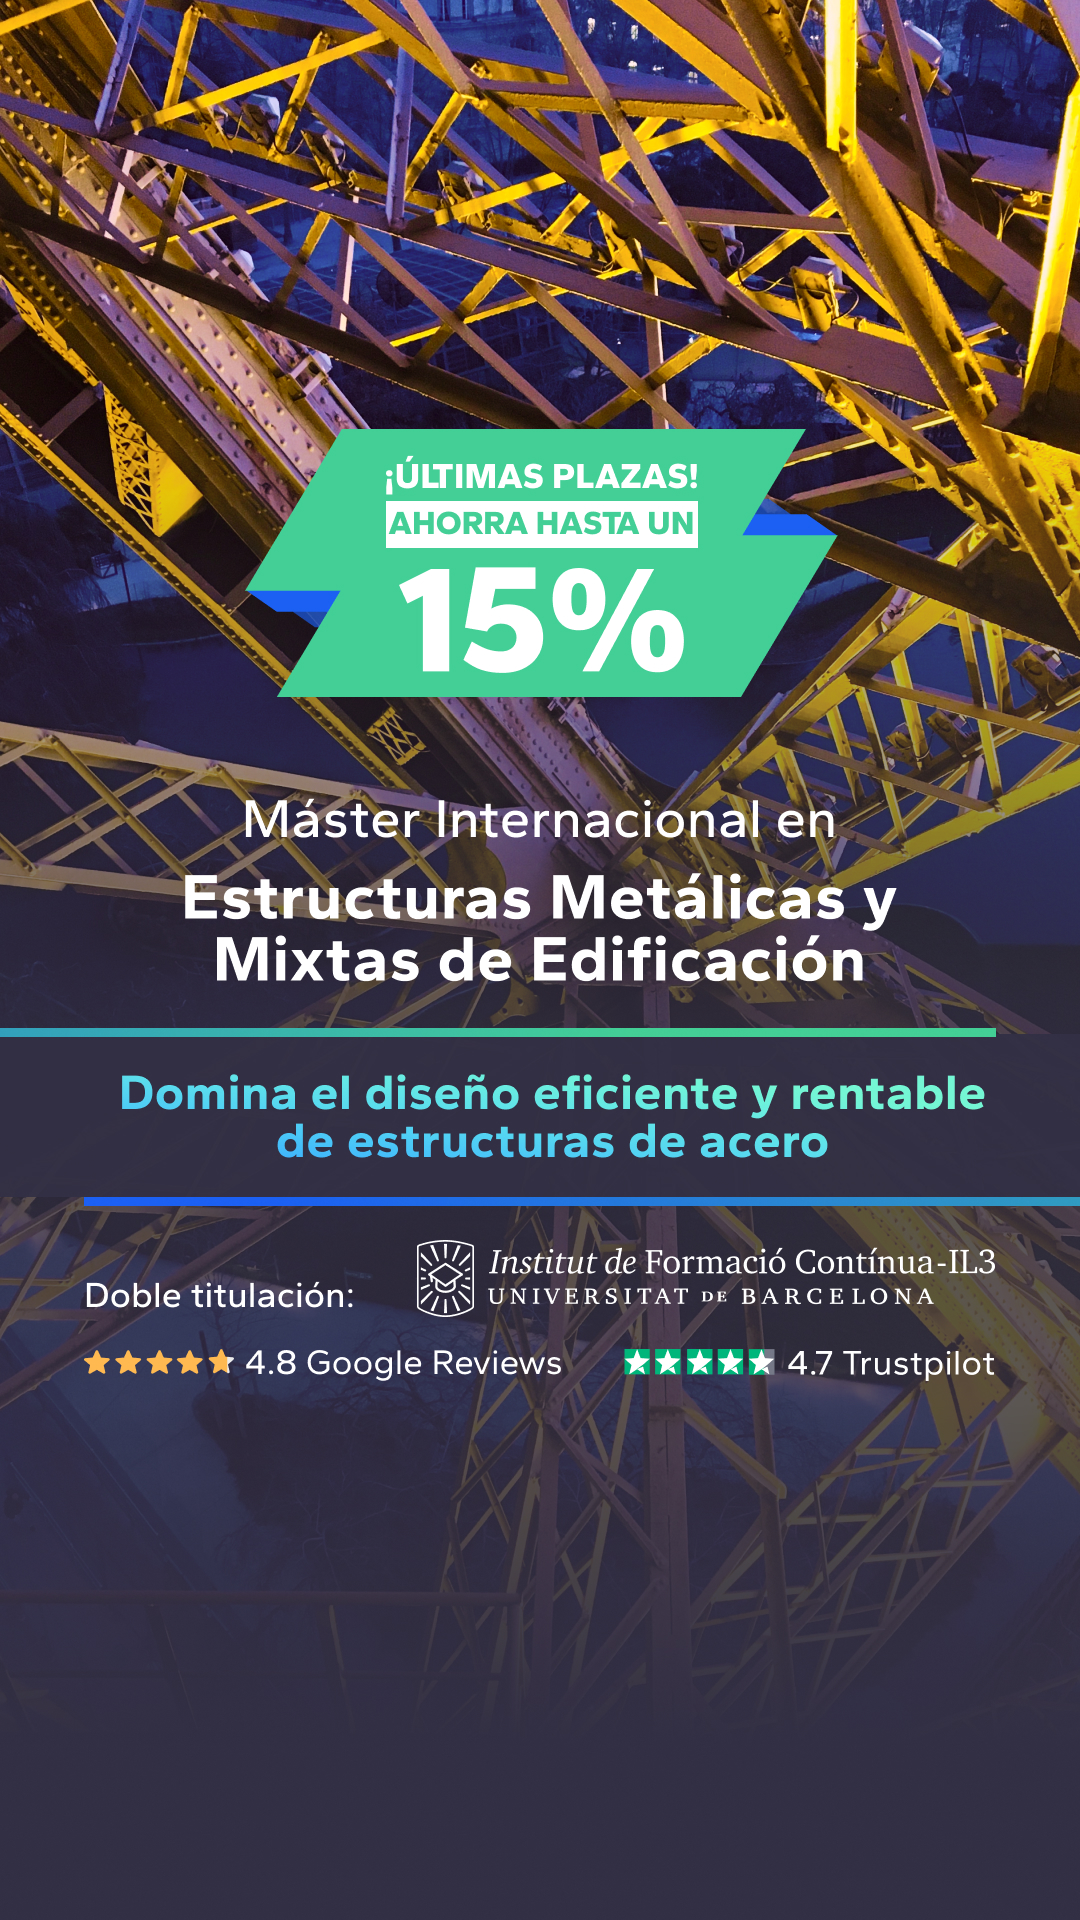 ¡ÚLTIMAS PLAZAS!
AHORRA HASTA UN
15%
Máster Internacional en
Estructuras Metálicas y
Mixtas de Edificación
Domina el diseño eficiente y rentable
de estructuras de acero
Doble titulación:
Institut de Formació Contínua-IL3
UNIVERSITAT DE BARCELONA
4.8 Google Reviews
4.7 Trustpilot